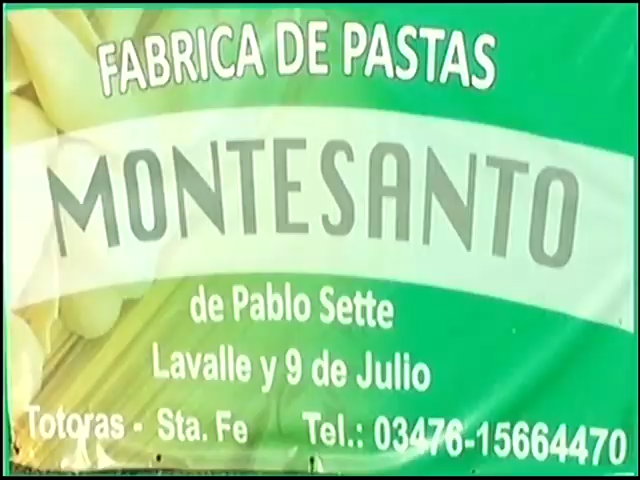 FABRICA DE PASTAS
MONTESANTO
de Pablo Sette
Lavalle y 9 de Julio
Totoras - Sta. Fe Tel.: 03476-15664470